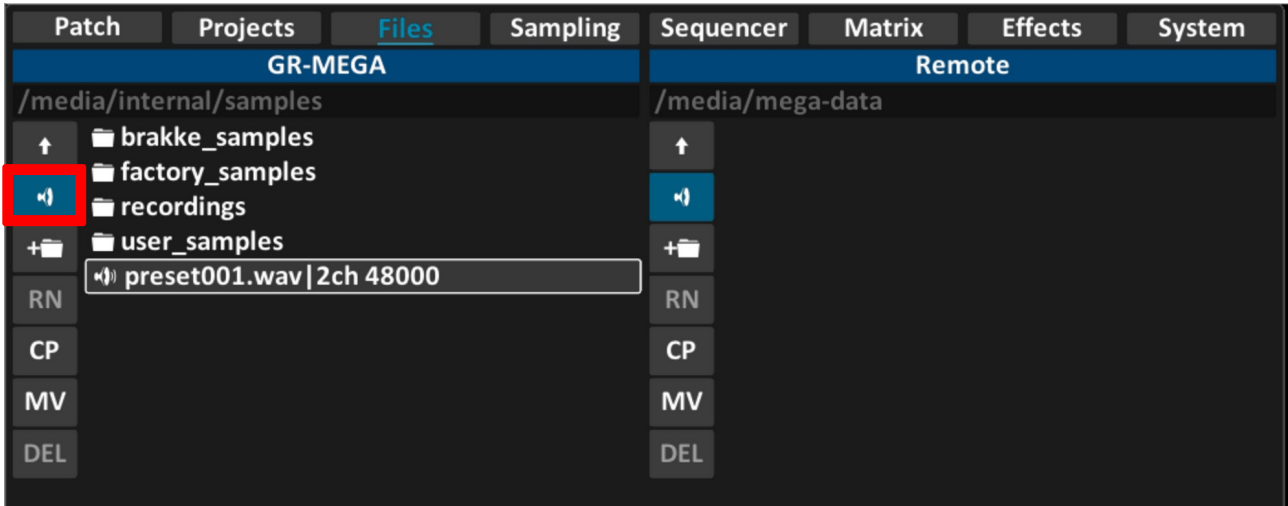 Patch Projects Files Sampling Sequencer Matrix Effects System
GR-MEGA
/media/internal/samples
brakke_samples
factory_samples
recordings
user_samples
+
preset001.wav|2ch 48000
RN
CP
MV
DEL
Remote
/media/mega-data
+
RN
CP
MV
DEL